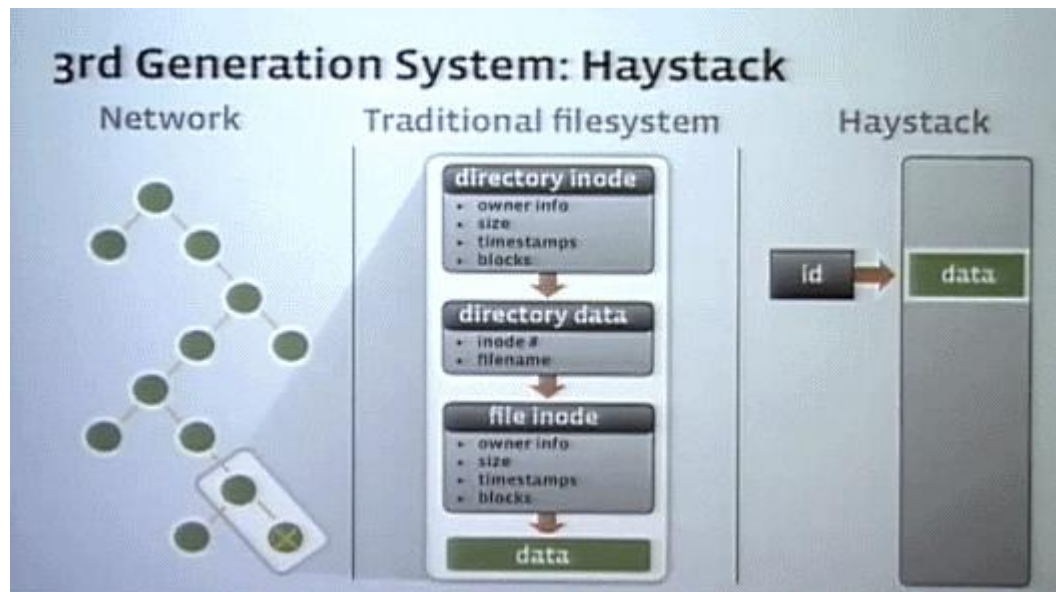 3rd Generation System: Haystack
Network
Traditional filesystem
Haystack
directory inode
owner info
size
timestamps
blocks
directory data
inode #
filename
file inode
owner info
size
timestamps
blocks
data
id
data